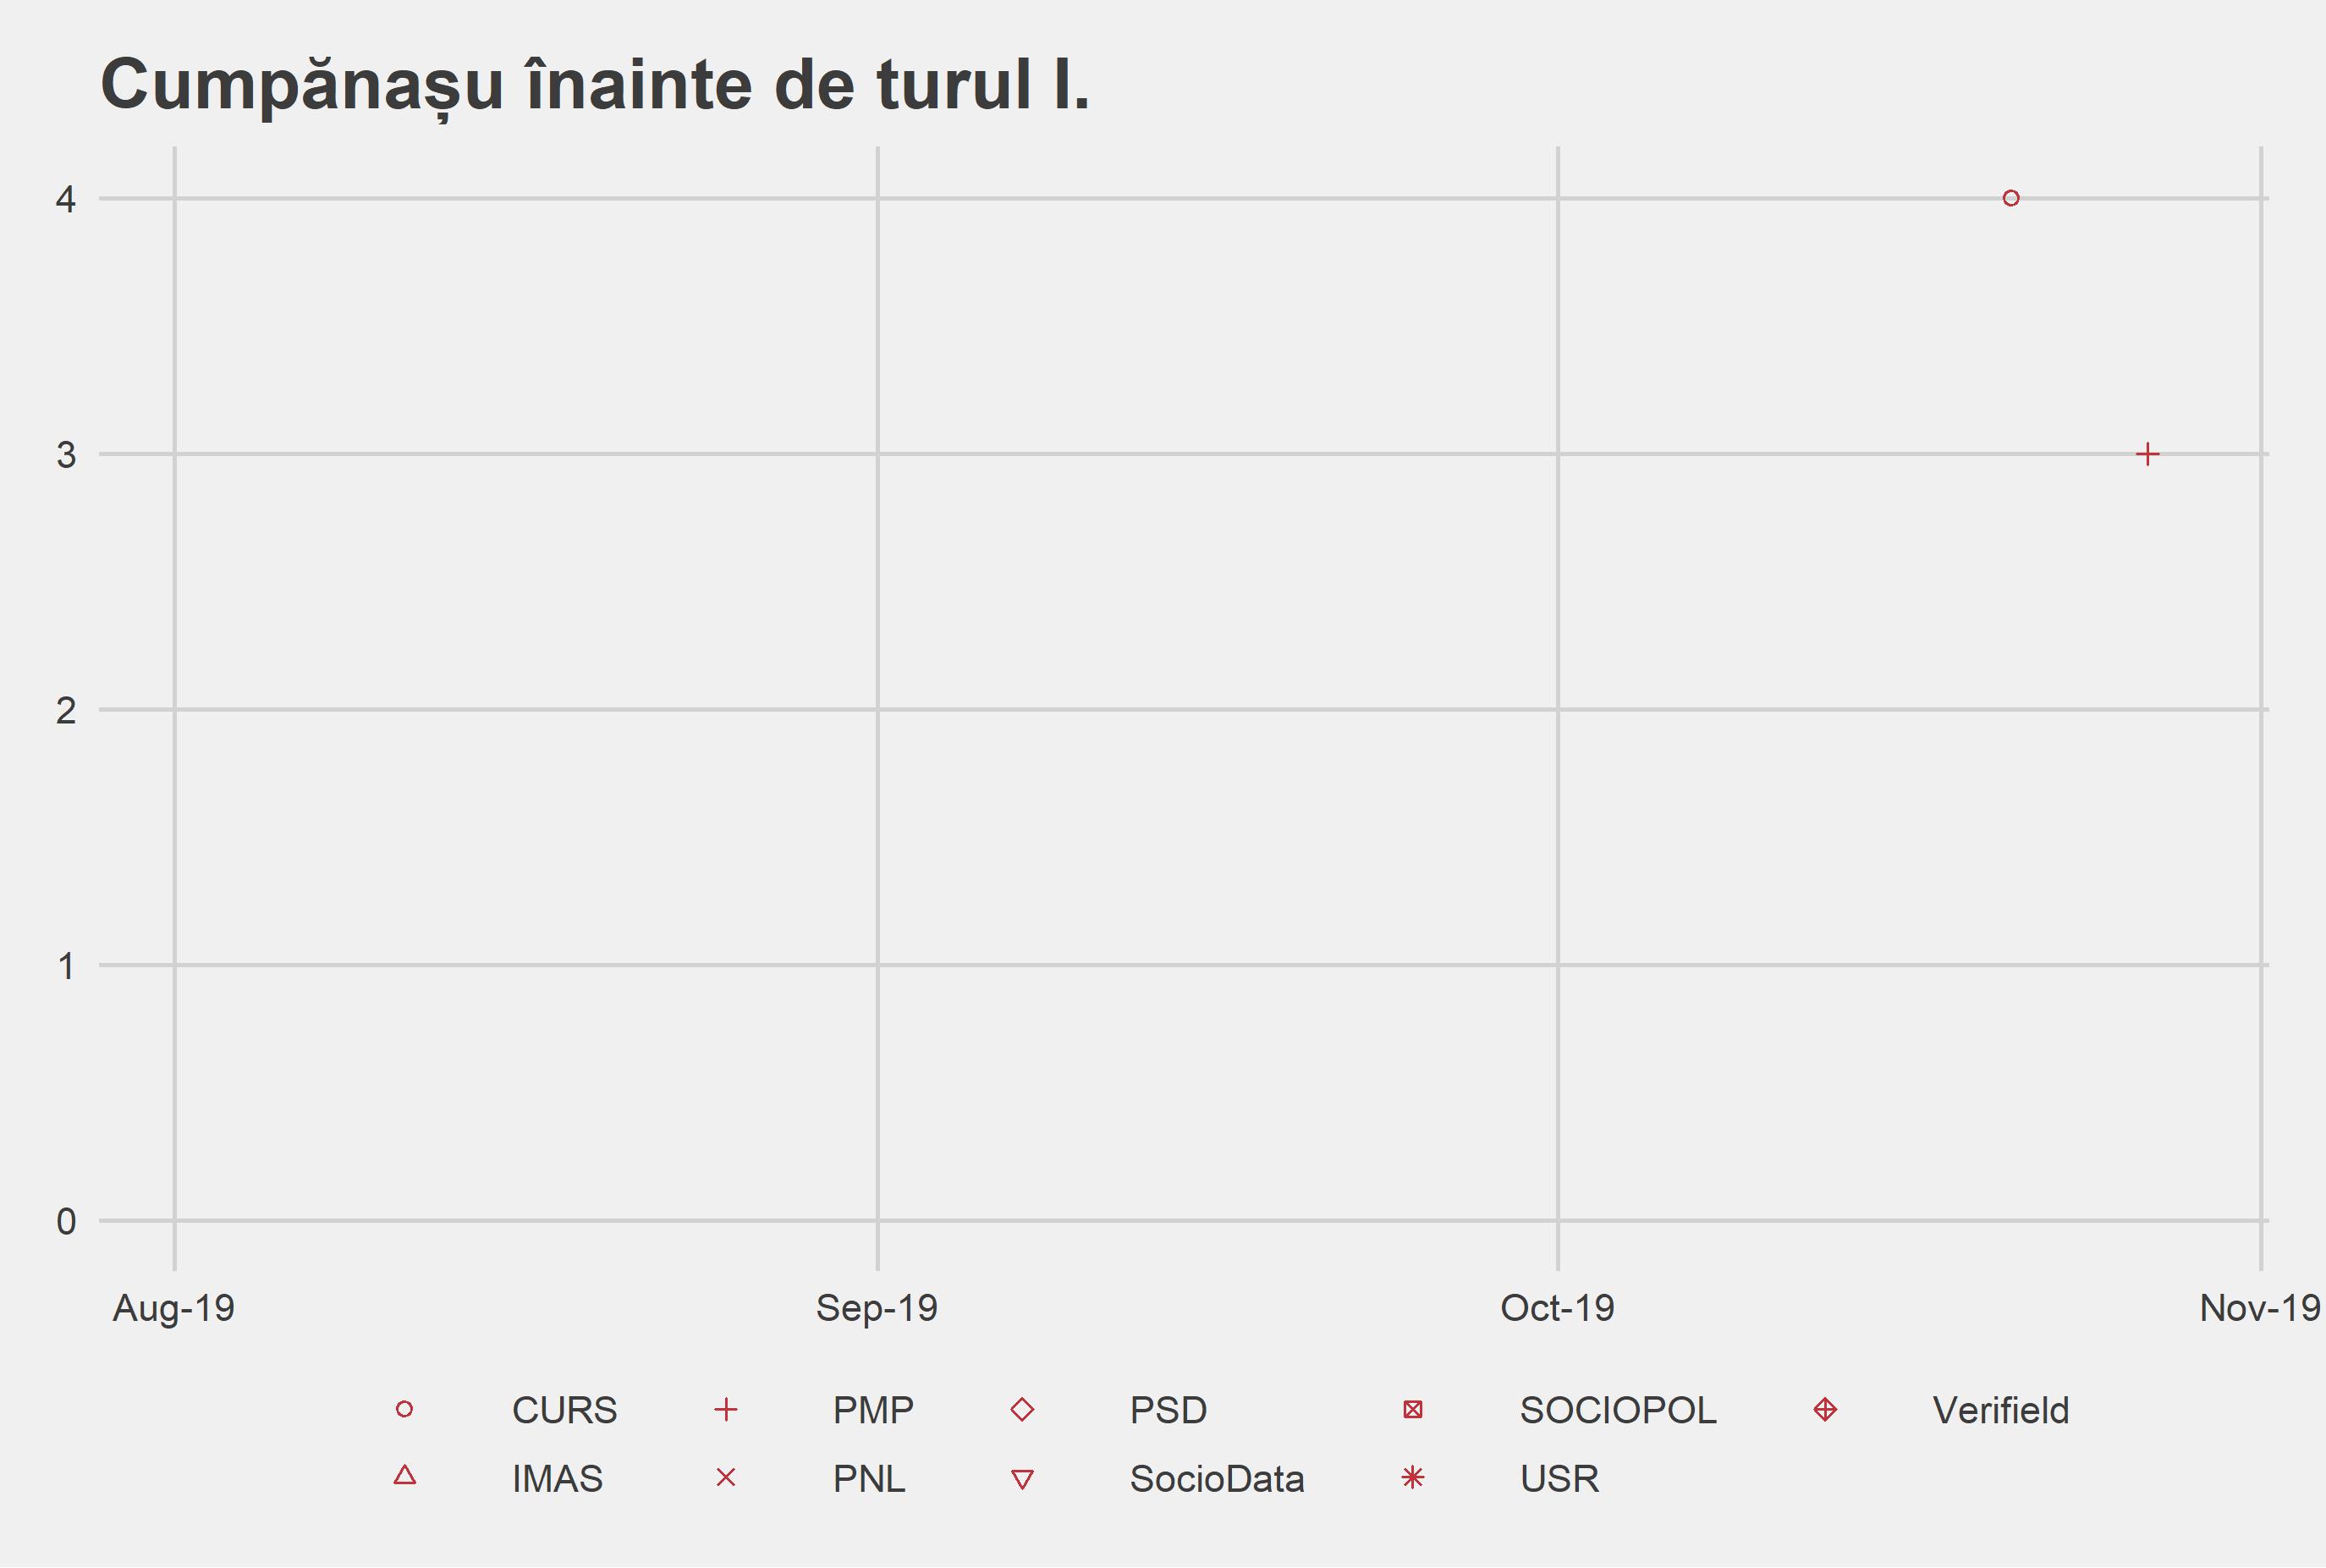 Cumpănașu înainte de turul I.
4
3
2
1
0
Aug-19 Sep-19 Oct-19 Nov-19
CURS PMP PSD SOCIOPOL Verifield
IMAS PNL SocioData USR